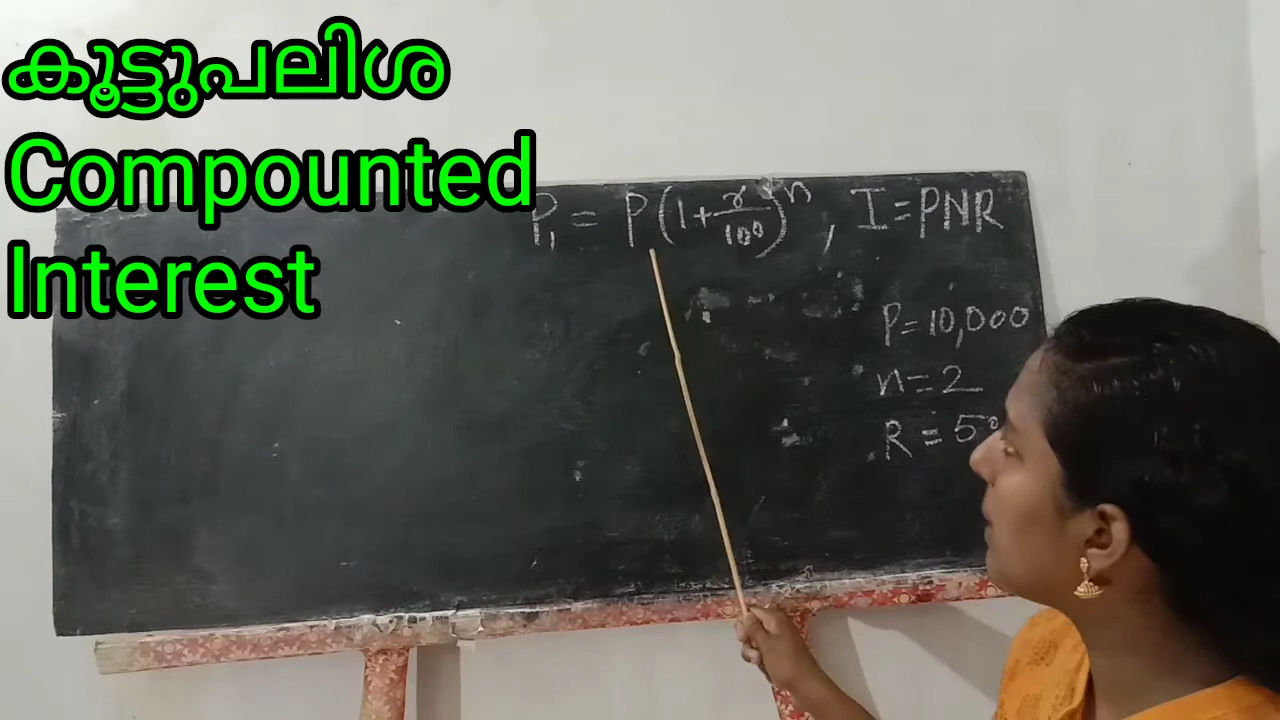 കൂട്ടുപലിശ
Compounted
Interest
P₁ = P(1+r/100)ⁿ , I=PNR
P=10,000
n=2
R = 5